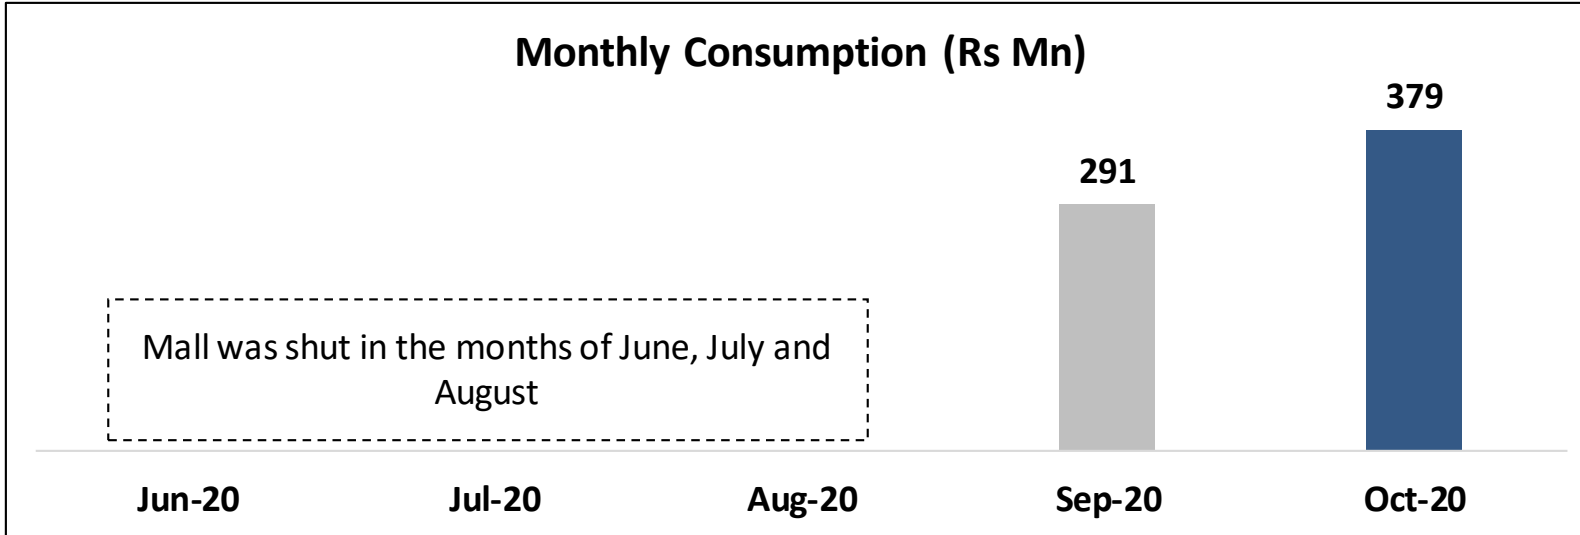 Monthly Consumption (Rs Mn)
379
291
Mall was shut in the months of June, July and
August
Jun-20
Jul-20
Aug-20
Sep-20
Oct-20